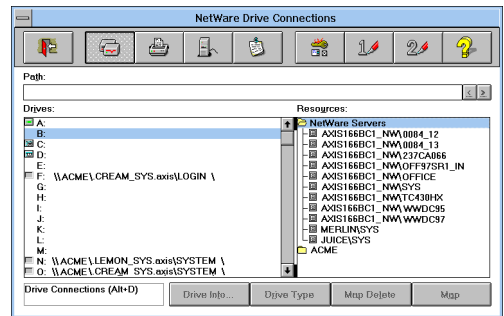 NetWare Drive Connections
1
2
?
Path:
Drives:
A:
B:
C:
D:
E:
F: \\ACME\.CREAM_SYS.axis\LOGIN \
G:
H:
I:
J:
K:
L:
M:
N: \\ACME\.LEMON_SYS.axis\SYSTEM \
O: \\ACME\.CREAM_SYS.axis\SYSTEM \
Resources:
NetWare Servers
AXIS166BC1_NW\0084_12
AXIS166BC1_NW\0084_13
AXIS166BC1_NW\237CA066
AXIS166BC1_NW\OFF97SR1_IN
AXIS166BC1_NW\OFFICE
AXIS166BC1_NW\SYS
AXIS166BC1_NW\TC430HX
AXIS166BC1_NW\WWDC95
AXIS166BC1_NW\WWDC97
MERLIN\SYS
JUICE\SYS
ACME
Drive Connections (Alt+D)
Drive Info...
Drive Type
Map Delete
Map